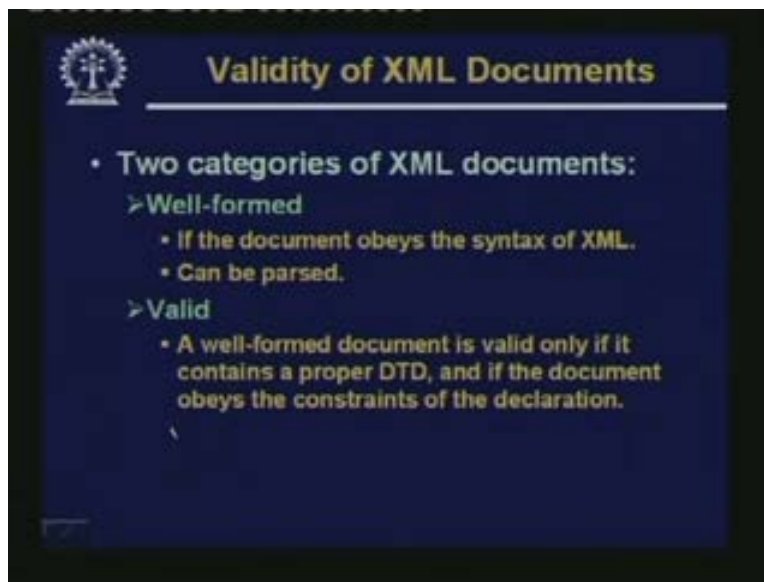 Validity of XML Documents
• Two categories of XML documents:
➢Well-formed
• If the document obeys the syntax of XML.
• Can be parsed.
➢Valid
• A well-formed document is valid only if it
contains a proper DTD, and if the document
obeys the constraints of the declaration.